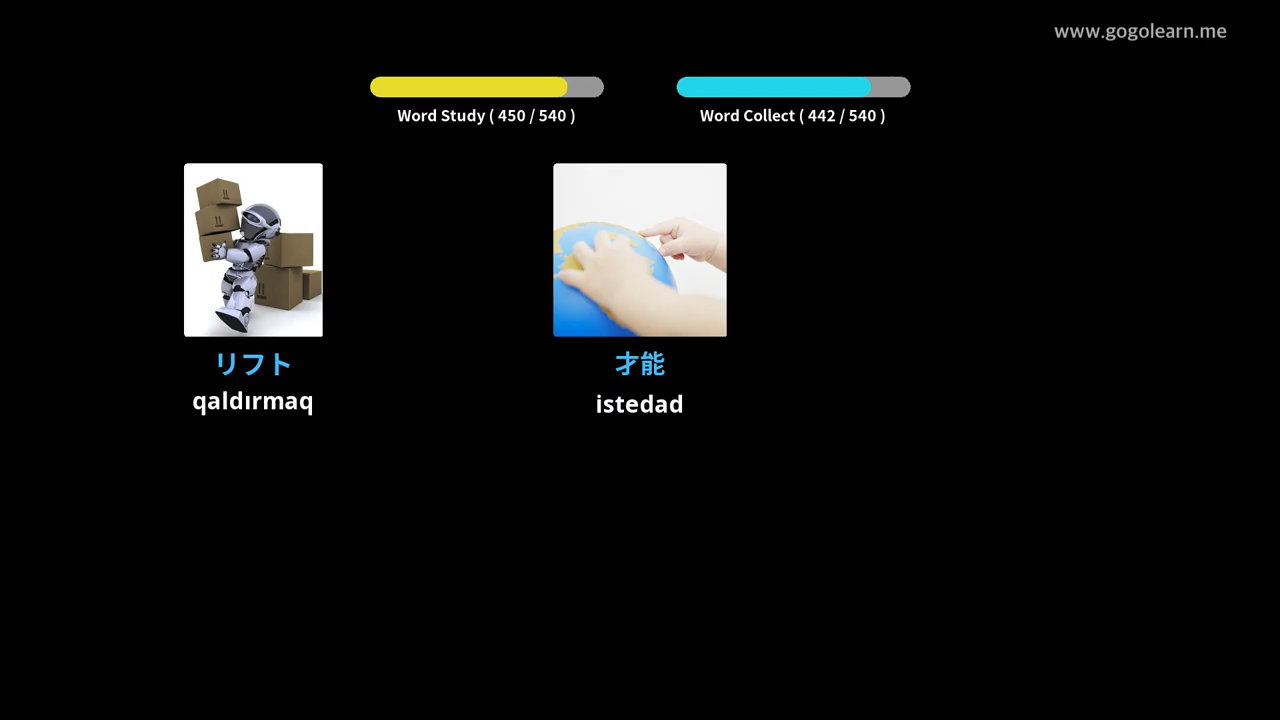 www.gogolearn.me
Word Study ( 450 / 540 )
Word Collect ( 442 / 540 )
リフト
qaldırmaq
才能
istedad